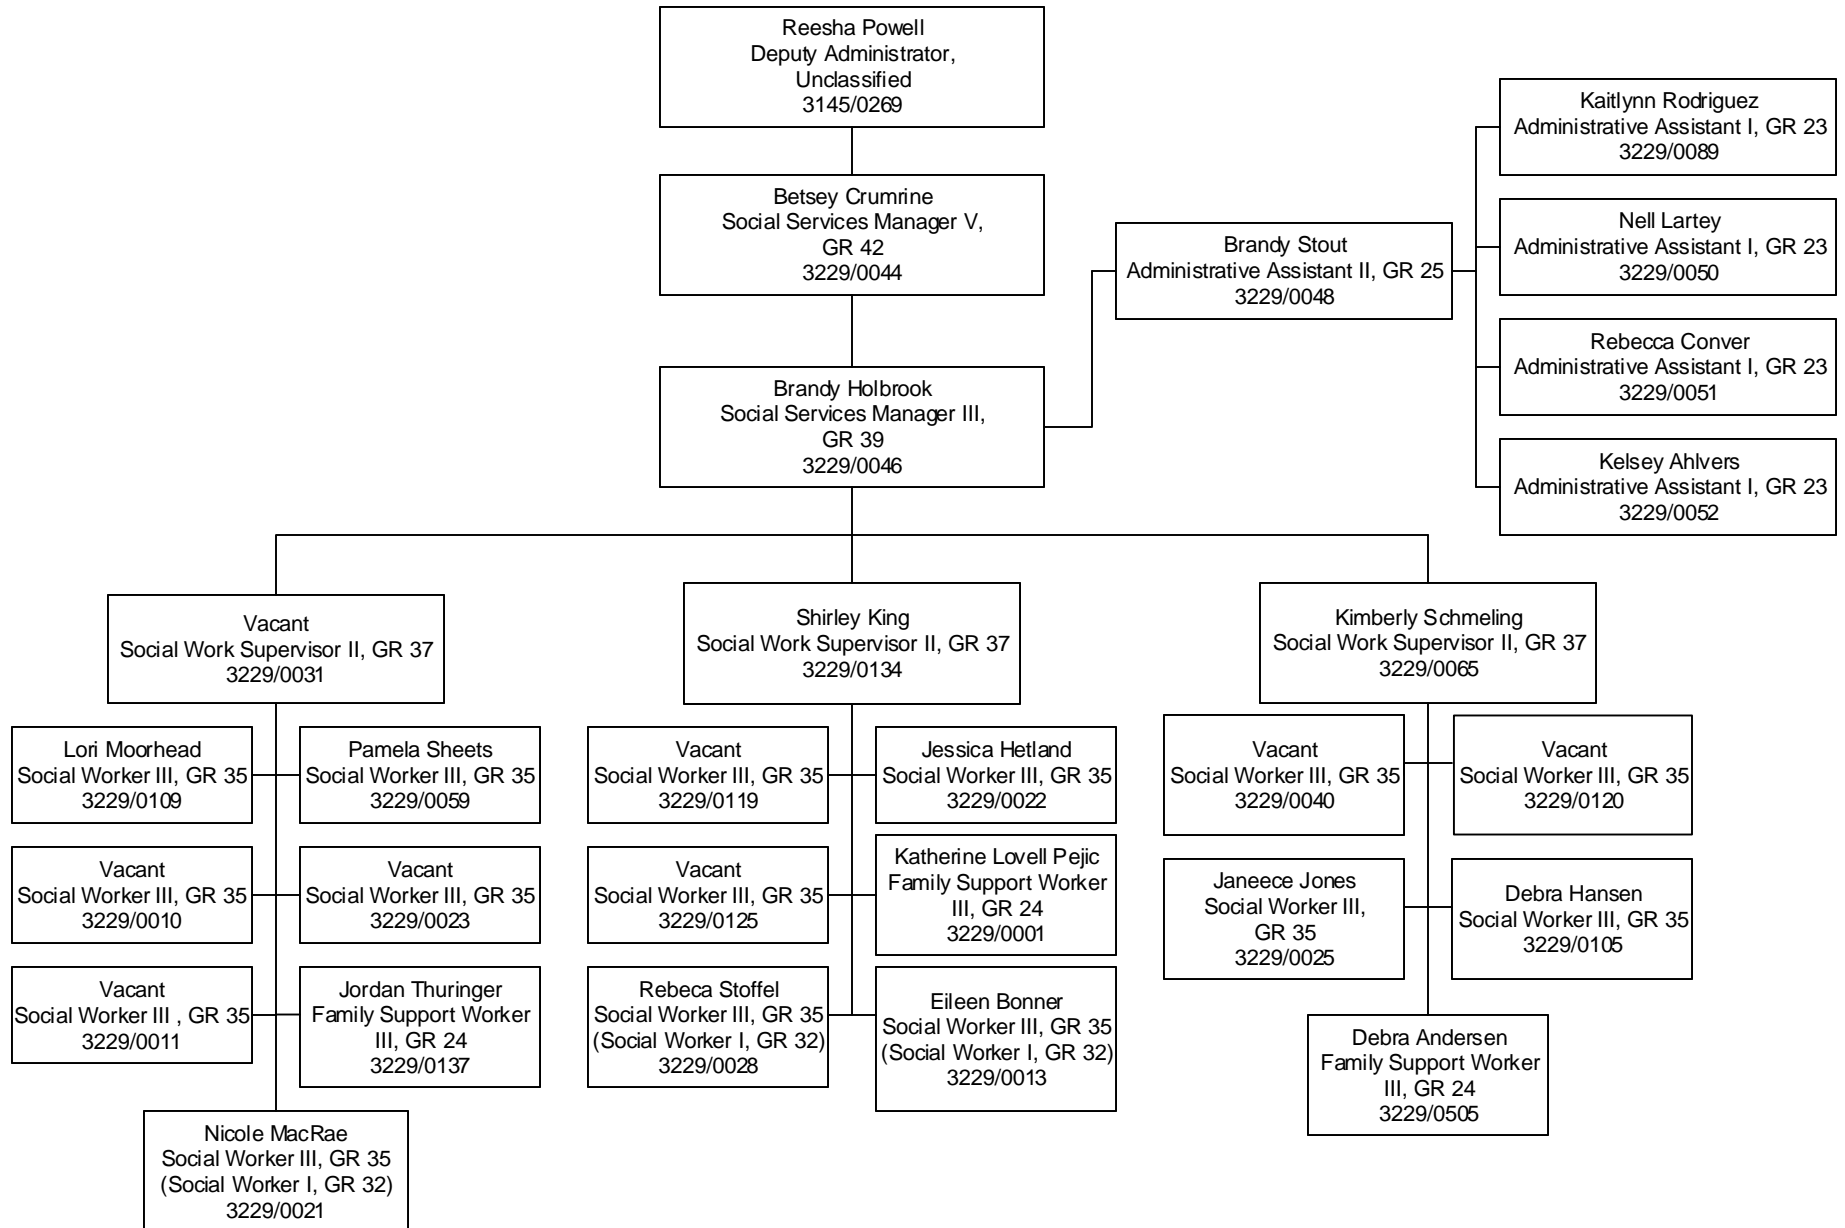 Reesha Powell
Deputy Administrator,
Unclassified
3145/0269
Betsey Crumrine
Social Services Manager V,
GR 42
3229/0044
Brandy Holbrook
Social Services Manager III,
GR 39
3229/0046
Brandy Stout
Administrative Assistant II, GR 25
3229/0048
Kaitlynn Rodriguez
Administrative Assistant I, GR 23
3229/0089
Nell Lartey
Administrative Assistant I, GR 23
3229/0050
Rebecca Conver
Administrative Assistant I, GR 23
3229/0051
Kelsey Ahlvers
Administrative Assistant I, GR 23
3229/0052
Vacant
Social Work Supervisor II, GR 37
3229/0031
Lori Moorhead
Social Worker III, GR 35
3229/0109
Pamela Sheets
Social Worker III, GR 35
3229/0059
Vacant
Social Worker III, GR 35
3229/0010
Vacant
Social Worker III, GR 35
3229/0023
Vacant
Social Worker III , GR 35
3229/0011
Jordan Thuringer
Family Support Worker
III, GR 24
3229/0137
Nicole MacRae
Social Worker III, GR 35
(Social Worker I, GR 32)
3229/0021
Shirley King
Social Work Supervisor II, GR 37
3229/0134
Vacant
Social Worker III, GR 35
3229/0119
Jessica Hetland
Social Worker III, GR 35
3229/0022
Vacant
Social Worker III, GR 35
3229/0125
Katherine Lovell Pejic
Family Support Worker
III, GR 24
3229/0001
Rebeca Stoffel
Social Worker III, GR 35
(Social Worker I, GR 32)
3229/0028
Eileen Bonner
Social Worker III, GR 35
(Social Worker I, GR 32)
3229/0013
Kimberly Schmeling
Social Work Supervisor II, GR 37
3229/0065
Vacant
Social Worker III, GR 35
3229/0040
Vacant
Social Worker III, GR 35
3229/0120
Janeece Jones
Social Worker III,
GR 35
3229/0025
Debra Hansen
Social Worker III, GR 35
3229/0105
Debra Andersen
Family Support Worker
III, GR 24
3229/0505